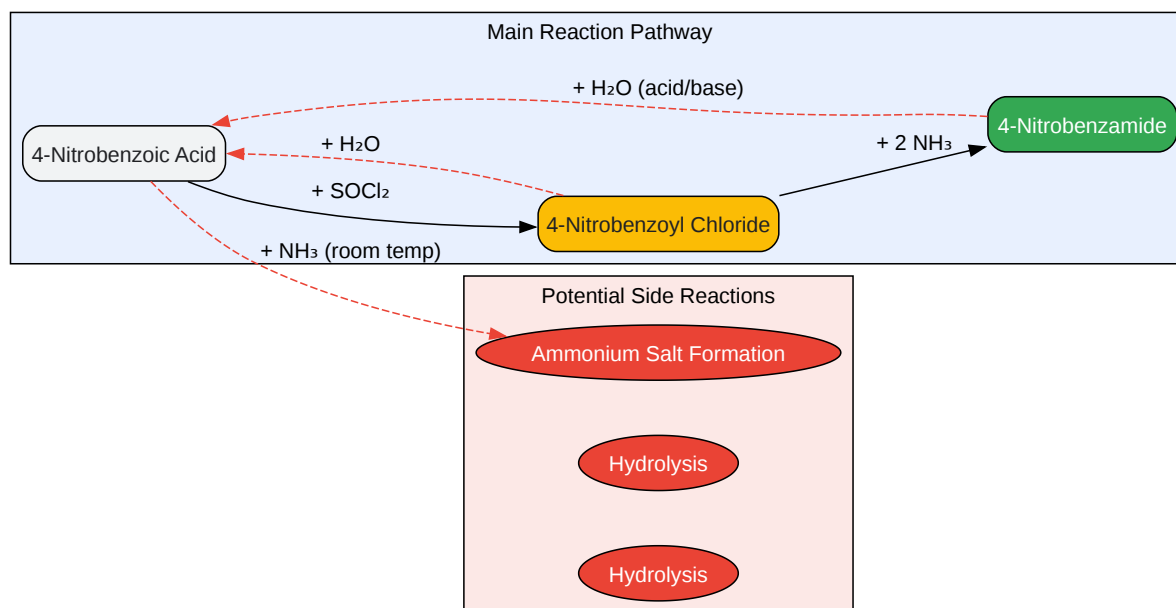 Main Reaction Pathway
+ H₂O (acid/base)
4-Nitrobenzamide
+ H₂O
+ 2 NH₃
4-Nitrobenzoic Acid
+ SOCl₂
4-Nitrobenzoyl Chloride
+ NH₃ (room temp)
Potential Side Reactions
Ammonium Salt Formation
Hydrolysis
Hydrolysis